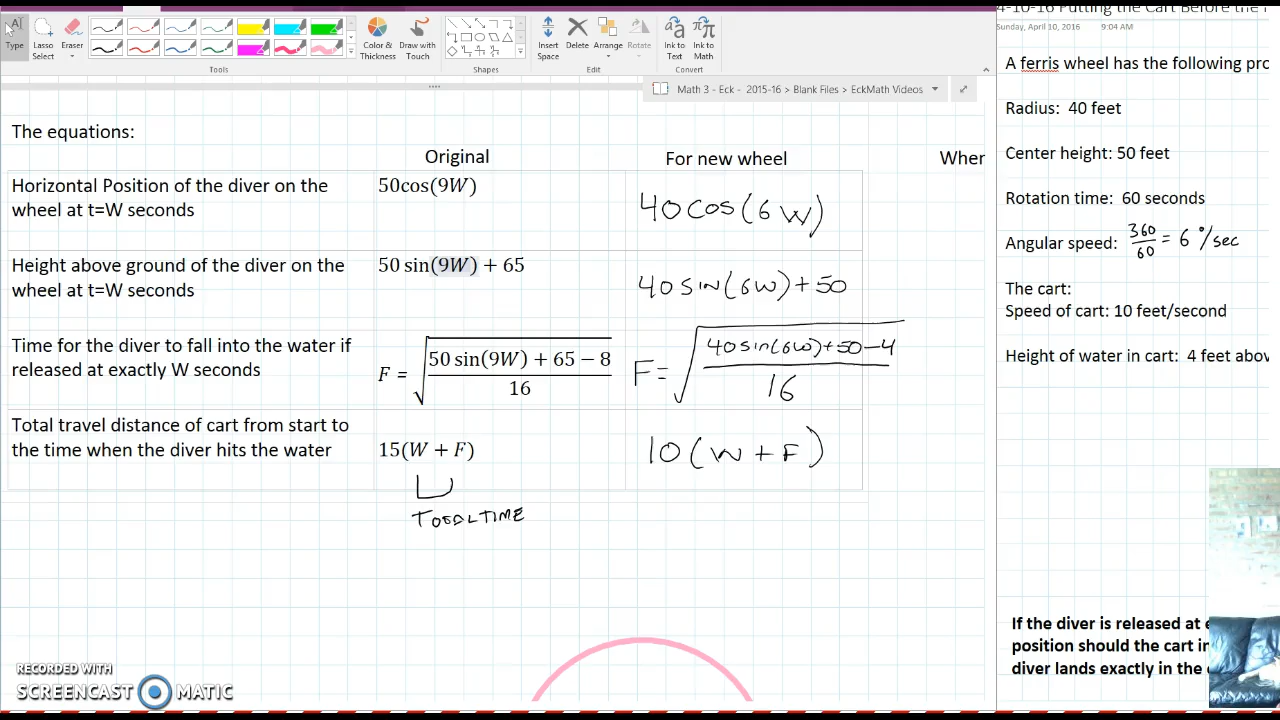 4-10-16 Putting the Cart Before the
Sunday, April 10, 2016 9:04 AM
Type
Lasso Select
Eraser
Color & Thickness
Draw with Touch
Insert Space
Delete
Arrange
Rotate
Ink to Text
Ink to Math
Tools
Shapes
Edit
Convert
Math 3 - Eck - 2015-16 > Blank Files > EckMath Videos
The equations:
Original
For new wheel
Wher
Horizontal Position of the diver on the
wheel at t=W seconds
50cos(9W)
40cos(6W)
Height above ground of the diver on the
wheel at t=W seconds
50 sin(9W) + 65
40sin(6W)+50
Time for the diver to fall into the water if
released at exactly W seconds
F = √((50 sin(9W) + 65 − 8)/16)
F= √((40sin(6W)+50−4)/16)
Total travel distance of cart from start to
the time when the diver hits the water
15(W + F)
10(W + F)
TOTAL TIME
A ferris wheel has the following pro
Radius: 40 feet
Center height: 50 feet
Rotation time: 60 seconds
Angular speed: 360/60 = 6 °/sec
The cart:
Speed of cart: 10 feet/second
Height of water in cart: 4 feet abov
If the diver is released at
position should the cart in
diver lands exactly in the
RECORDED WITH
SCREENCAST MATIC